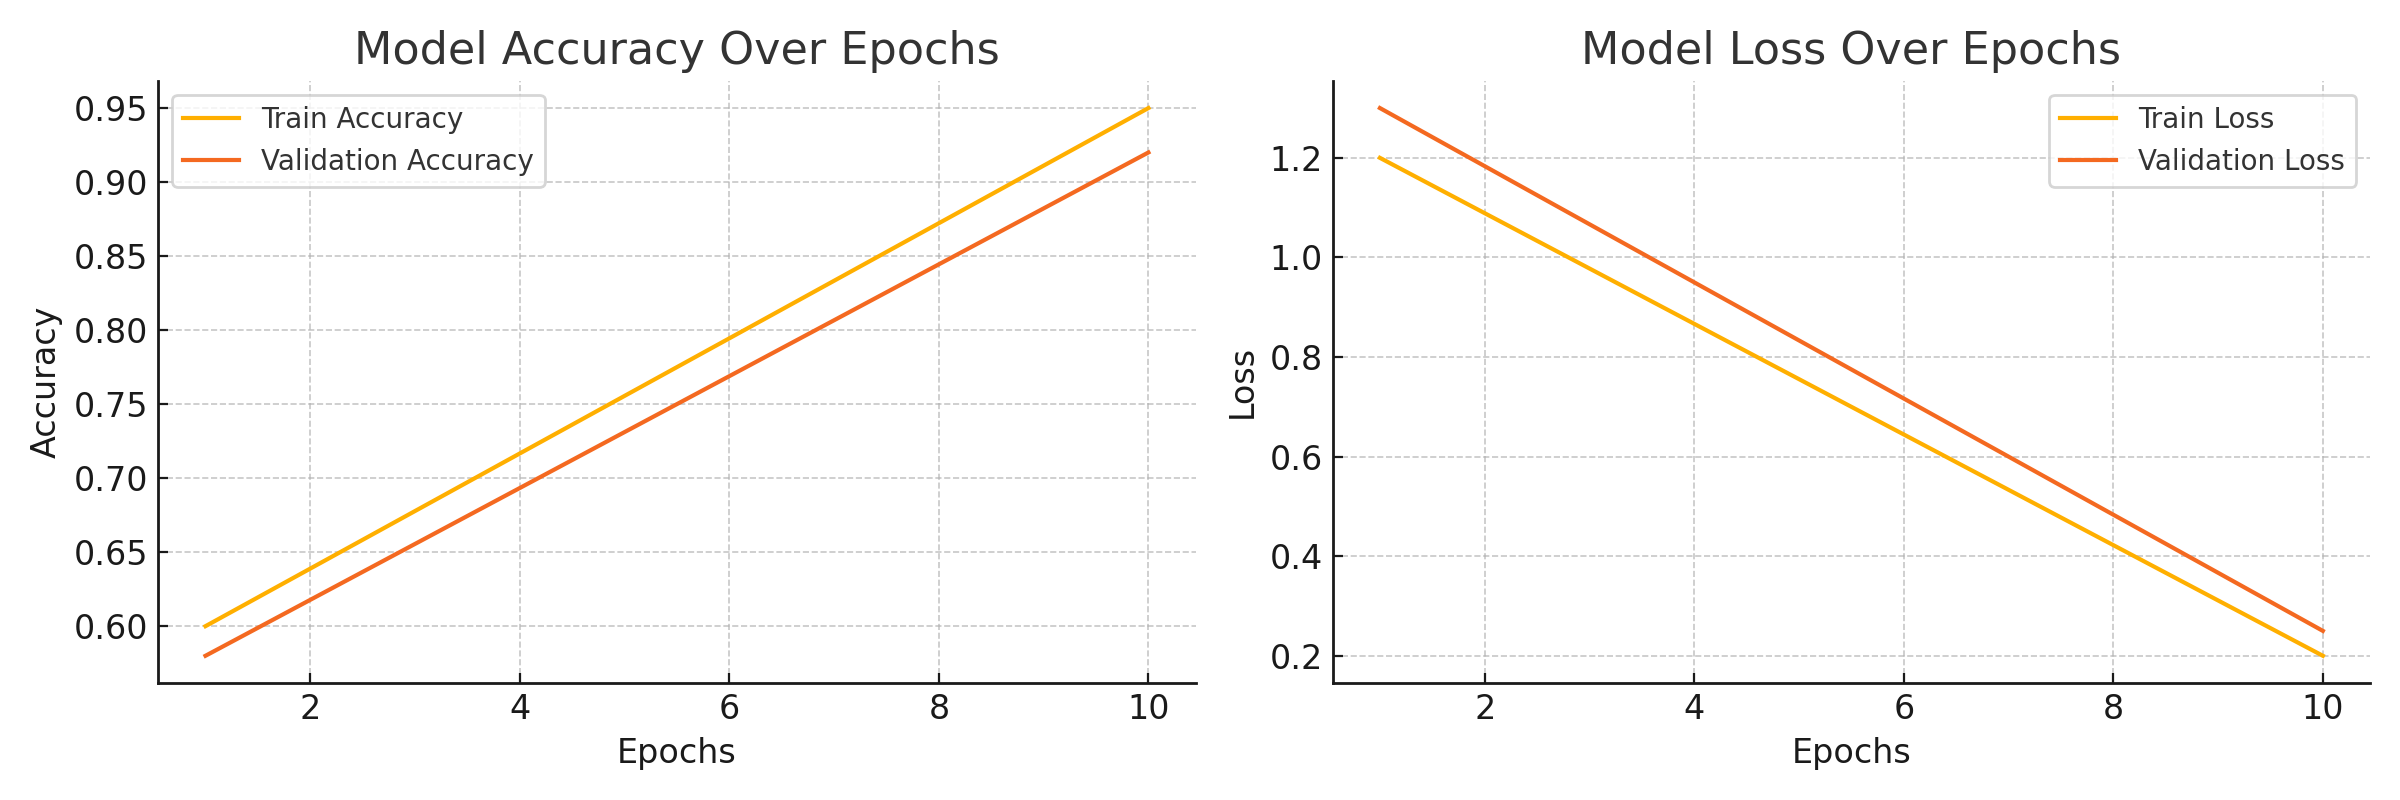 Model Accuracy Over Epochs
Train Accuracy
Validation Accuracy
0.95
0.90
0.85
0.80
0.75
0.70
0.65
0.60
Accuracy
2 4 6 8 10
Epochs
Model Loss Over Epochs
Train Loss
Validation Loss
1.2
1.0
0.8
0.6
0.4
0.2
Loss
2 4 6 8 10
Epochs